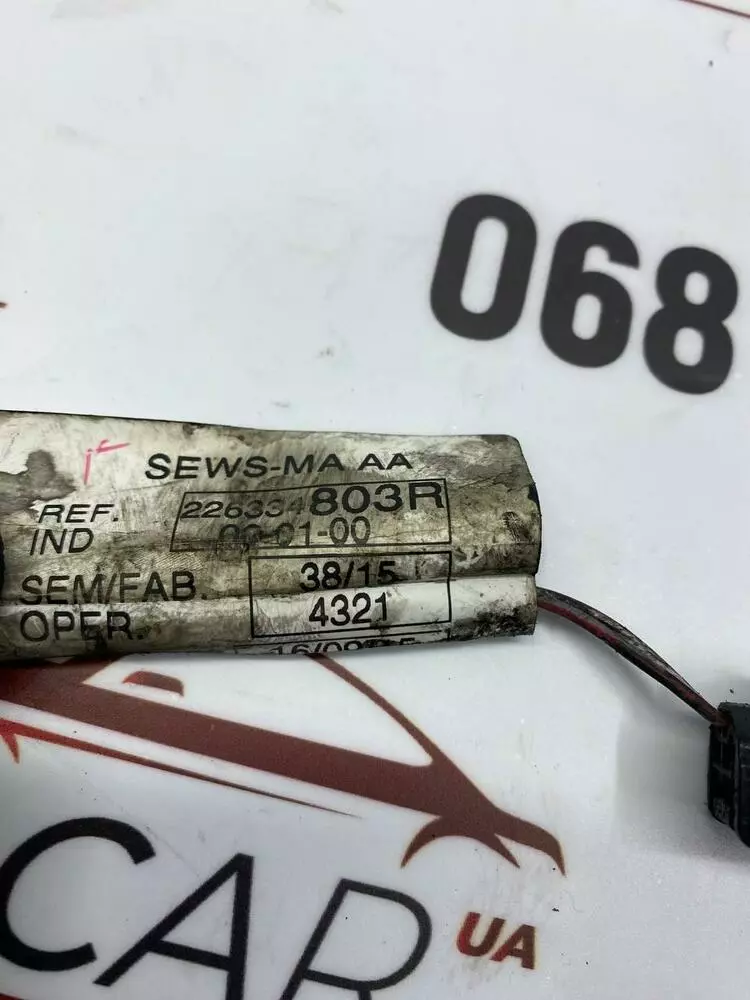 068
SEWS-MA AA
REF. 226334803R
IND 00-01-00
SEM/FAB. 38/15
OPER. 4321
CAR UA